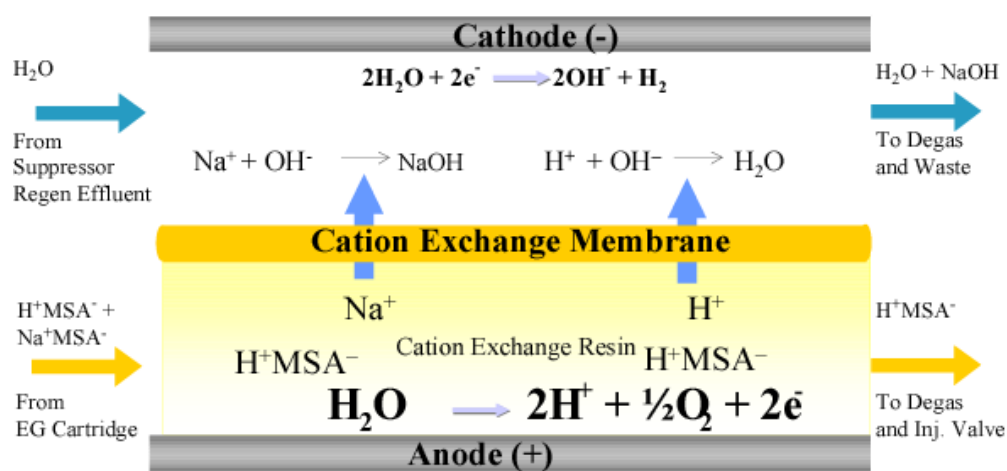 Cathode (-)
H₂O
2H₂O + 2e⁻ → 2OH⁻ + H₂
H₂O + NaOH
From
Suppressor
Regen Effluent
To Degas
and Waste
Na⁺ + OH⁻ → NaOH
H⁺ + OH⁻ → H₂O
Cation Exchange Membrane
H⁺MSA⁻ +
Na⁺MSA⁻
Na⁺
H⁺
H⁺MSA⁻
Cation Exchange Resin
H⁺MSA⁻
H⁺MSA⁻
H₂O → 2H⁺ + ½O₂ + 2e⁻
From
EG Cartridge
To Degas
and Inj. Valve
Anode (+)